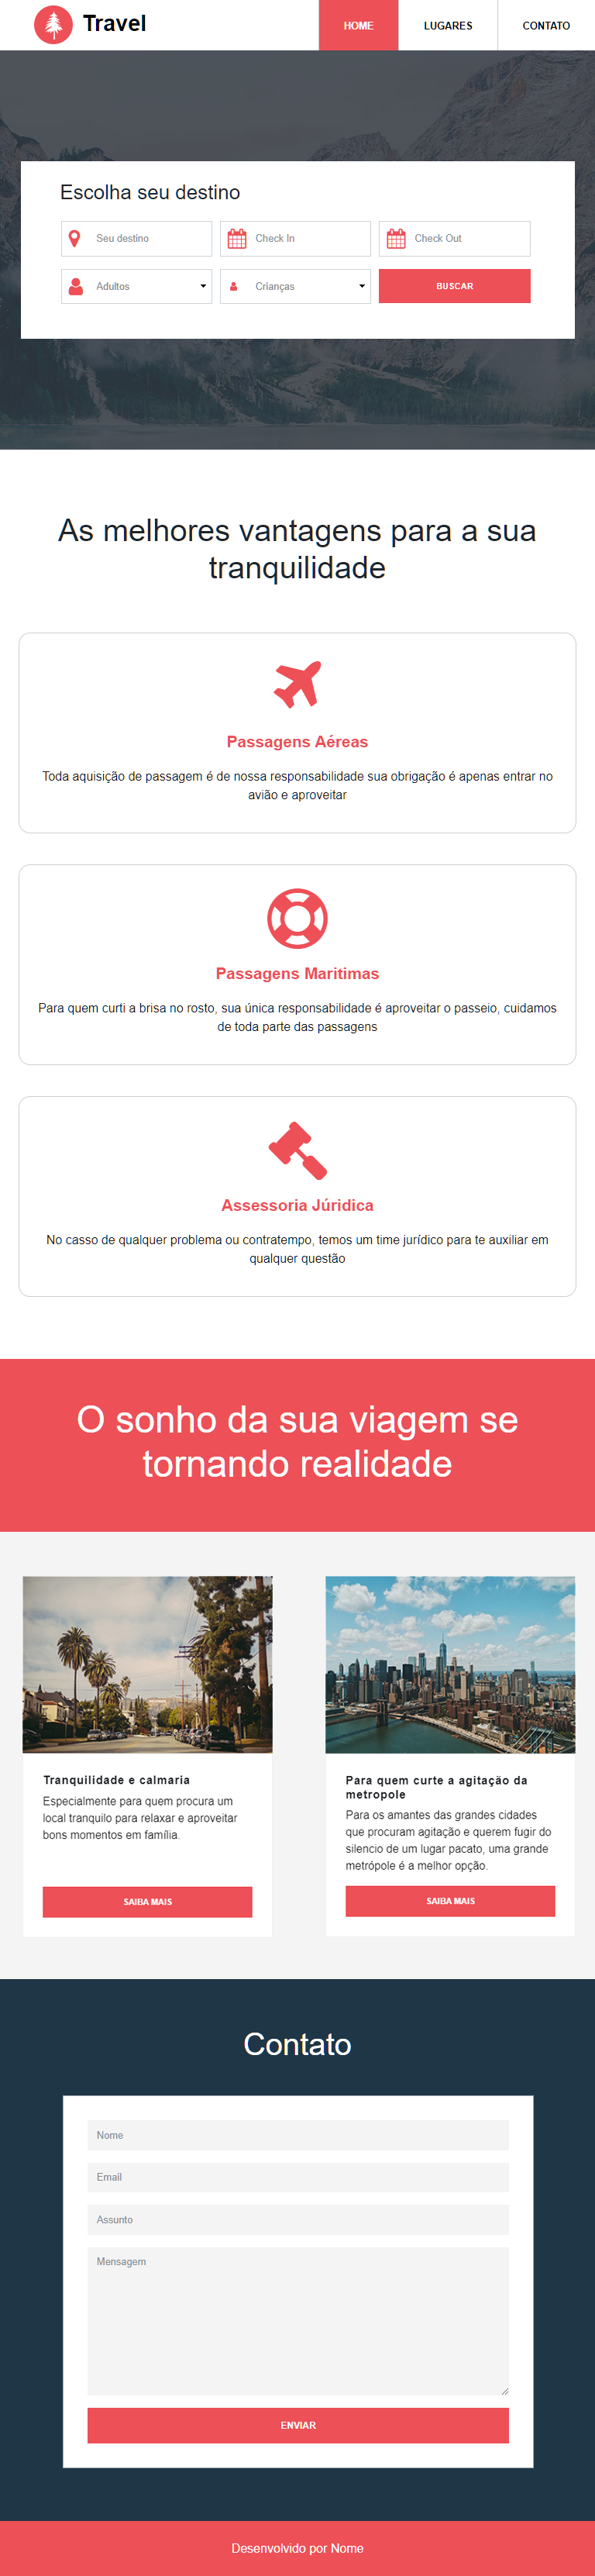 Travel
HOME
LUGARES
CONTATO
Escolha seu destino
Seu destino
Check In
Check Out
Adultos
Crianças
BUSCAR
As melhores vantagens para a sua
tranquilidade
Passagens Aéreas
Toda aquisição de passagem é de nossa responsabilidade sua obrigação é apenas entrar no
avião e aproveitar
Passagens Maritimas
Para quem curti a brisa no rosto, sua única responsabilidade é aproveitar o passeio, cuidamos
de toda parte das passagens
Assessoria Júridica
No casso de qualquer problema ou contratempo, temos um time jurídico para te auxiliar em
qualquer questão
O sonho da sua viagem se
tornando realidade
Tranquilidade e calmaria
Especialmente para quem procura um
local tranquilo para relaxar e aproveitar
bons momentos em família.
SAIBA MAIS
Para quem curte a agitação da
metropole
Para os amantes das grandes cidades
que procuram agitação e querem fugir do
silencio de um lugar pacato, uma grande
metrópole é a melhor opção.
SAIBA MAIS
Contato
Nome
Email
Assunto
Mensagem
ENVIAR
Desenvolvido por Nome